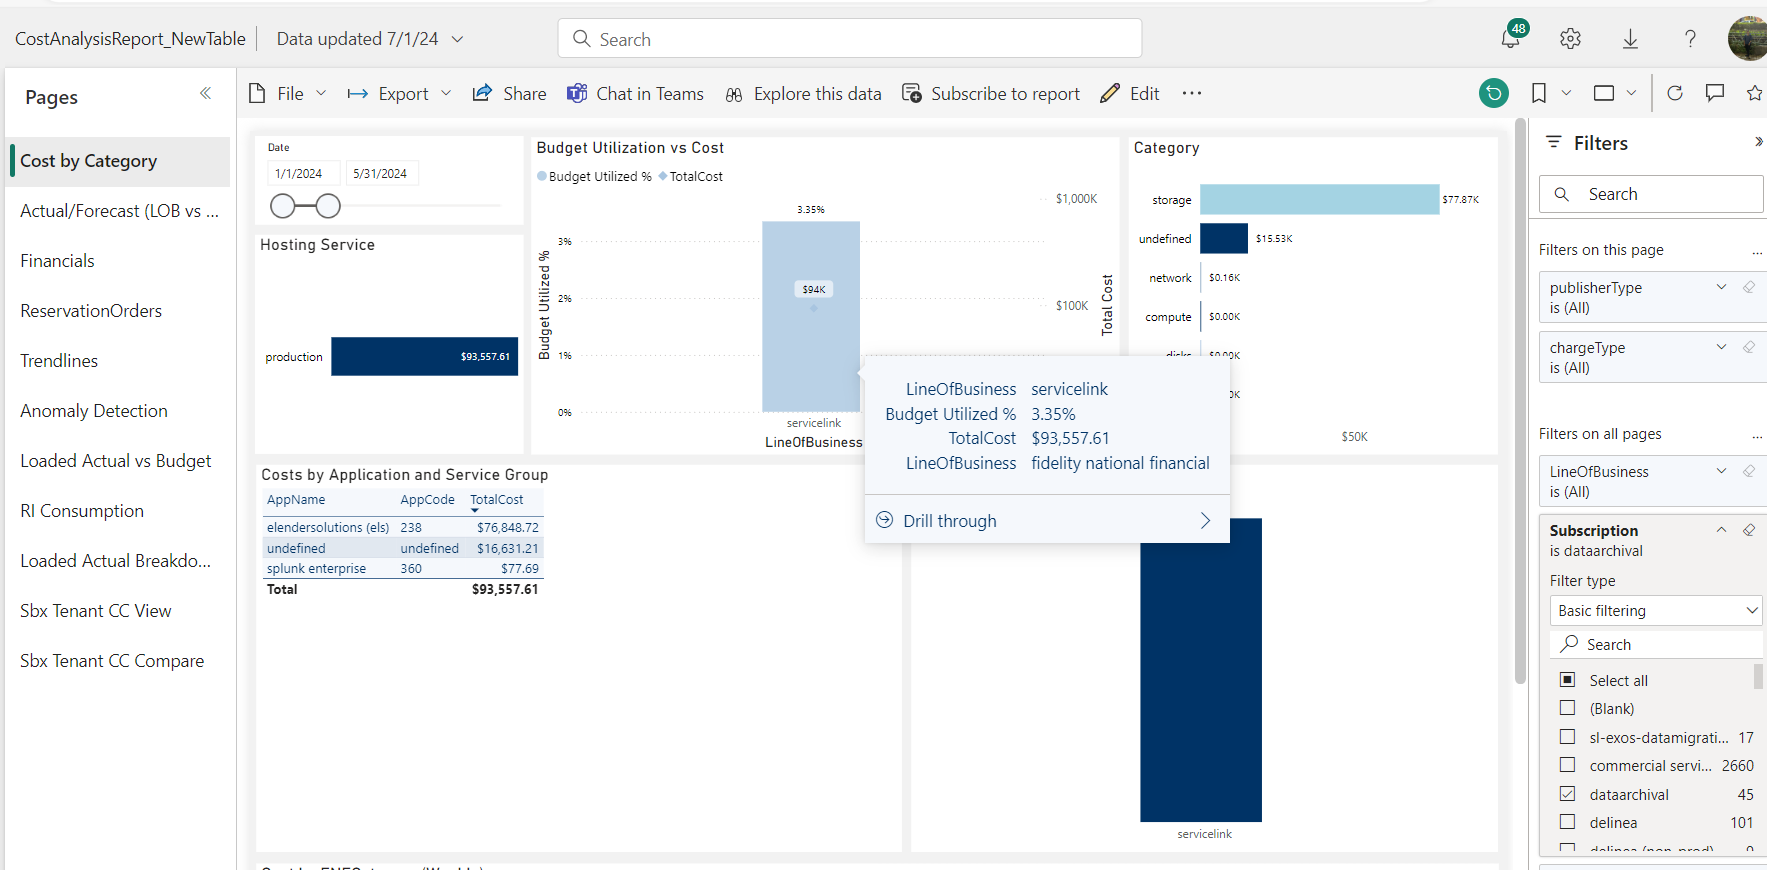 CostAnalysisReport_NewTable
Data updated 7/1/24
Search
48
Pages
File
Export
Share
Chat in Teams
Explore this data
Subscribe to report
Edit
Cost by Category
Actual/Forecast (LOB vs ...
Financials
ReservationOrders
Trendlines
Anomaly Detection
Loaded Actual vs Budget
RI Consumption
Loaded Actual Breakdo...
Sbx Tenant CC View
Sbx Tenant CC Compare
Date
1/1/2024
5/31/2024
Hosting Service
production
$93,557.61
Budget Utilization vs Cost
Budget Utilized %
TotalCost
3.35%
$94K
3%
2%
1%
0%
Budget Utilized %
$1,000K
$100K
Total Cost
servicelink
LineOfBusiness
Category
storage $77.87K
undefined $15.53K
network $0.16K
compute $0.00K
$50K
LineOfBusiness servicelink
Budget Utilized % 3.35%
TotalCost $93,557.61
LineOfBusiness fidelity national financial
Drill through
Costs by Application and Service Group
AppName AppCode TotalCost
elendersolutions (els) 238 $76,848.72
undefined undefined $16,631.21
splunk enterprise 360 $77.69
Total $93,557.61
servicelink
Filters
Search
Filters on this page
...
publisherType
is (All)
chargeType
is (All)
Filters on all pages
...
LineOfBusiness
is (All)
Subscription
is dataarchival
Filter type
Basic filtering
Search
Select all
(Blank)
sl-exos-datamigrati... 17
commercial servi... 2660
dataarchival 45
delinea 101